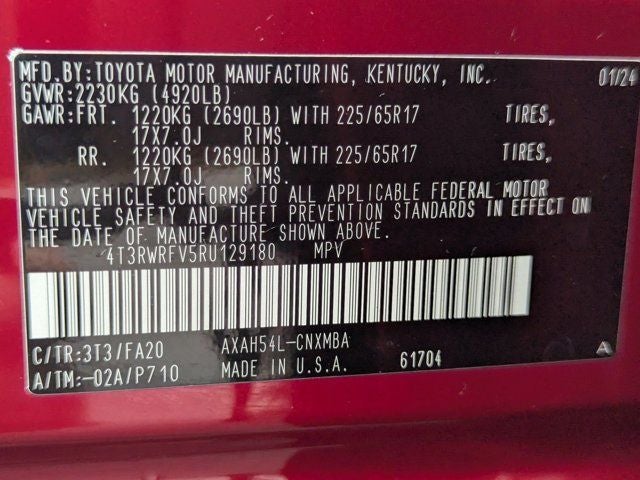 MFD.BY:TOYOTA MOTOR MANUFACTURING, KENTUCKY, INC. 01/24
GVWR:2230KG (4920LB)
GAWR:FRT. 1220KG (2690LB) WITH 225/65R17 TIRES,
17X7.0J RIMS.
RR. 1220KG (2690LB) WITH 225/65R17 TIRES,
17X7.0J RIMS.
THIS VEHICLE CONFORMS TO ALL APPLICABLE FEDERAL MOTOR
VEHICLE SAFETY AND THEFT PREVENTION STANDARDS IN EFFECT ON
THE DATE OF MANUFACTURE SHOWN ABOVE.
4T3RWRFV5RU129180 MPV
C/TR:3T3/FA20 AXAH54L-CNXMBA
A/TM:-02A/P710 MADE IN U.S.A. 61704 A